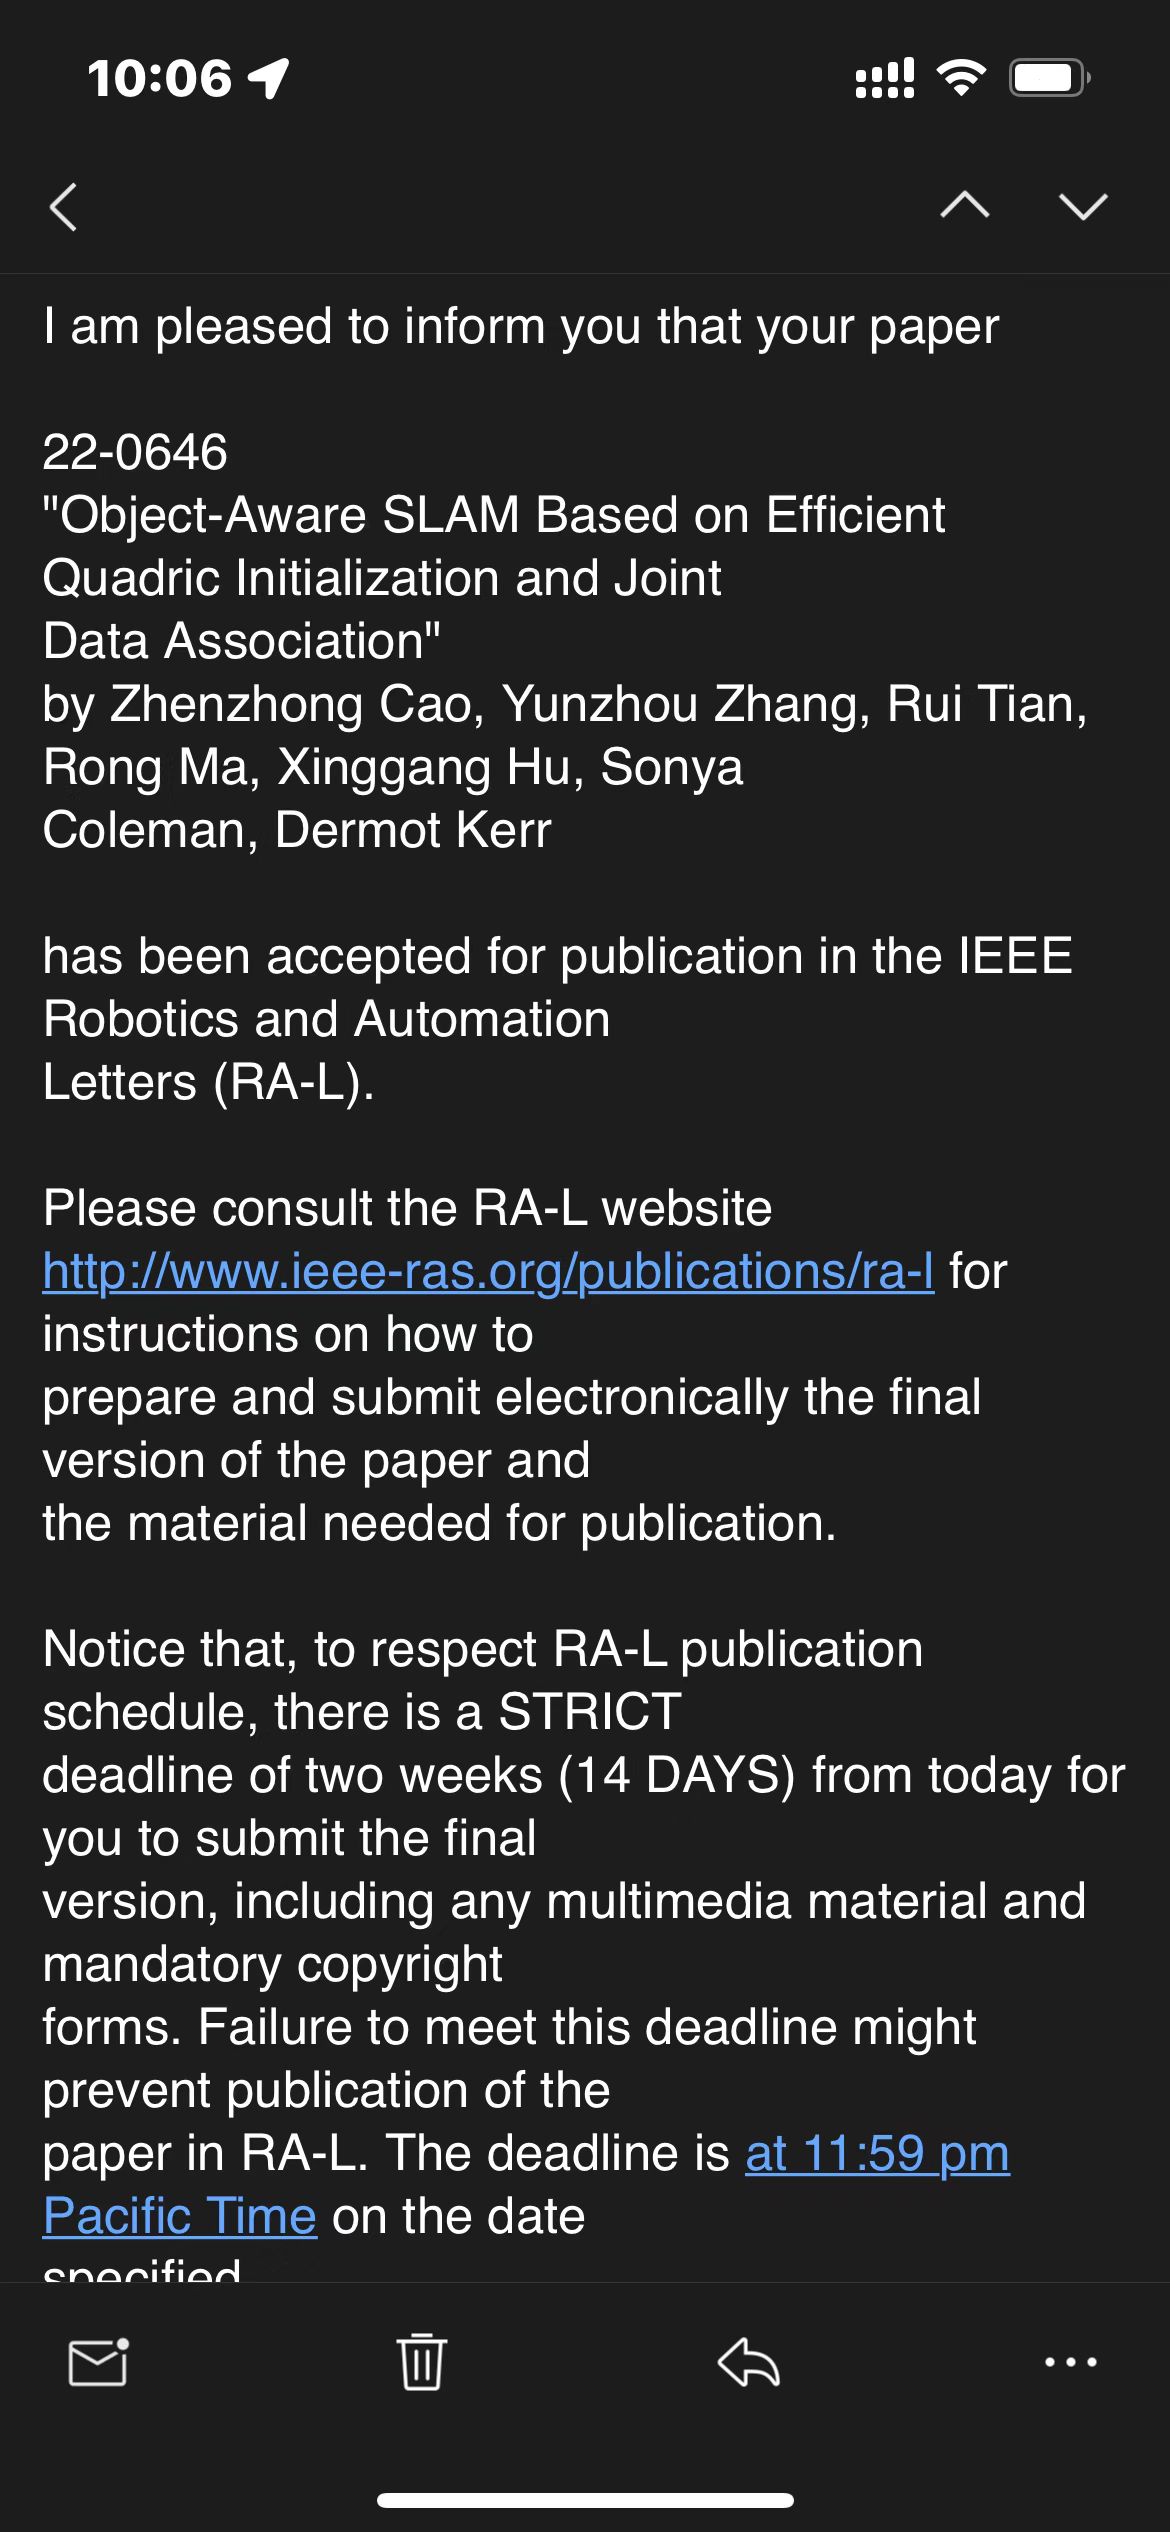 10:06
I am pleased to inform you that your paper
22-0646
"Object-Aware SLAM Based on Efficient
Quadric Initialization and Joint
Data Association"
by Zhenzhong Cao, Yunzhou Zhang, Rui Tian,
Rong Ma, Xinggang Hu, Sonya
Coleman, Dermot Kerr
has been accepted for publication in the IEEE
Robotics and Automation
Letters (RA-L).
Please consult the RA-L website
http://www.ieee-ras.org/publications/ra-l for
instructions on how to
prepare and submit electronically the final
version of the paper and
the material needed for publication.
Notice that, to respect RA-L publication
schedule, there is a STRICT
deadline of two weeks (14 DAYS) from today for
you to submit the final
version, including any multimedia material and
mandatory copyright
forms. Failure to meet this deadline might
prevent publication of the
paper in RA-L. The deadline is at 11:59 pm
Pacific Time on the date
specified